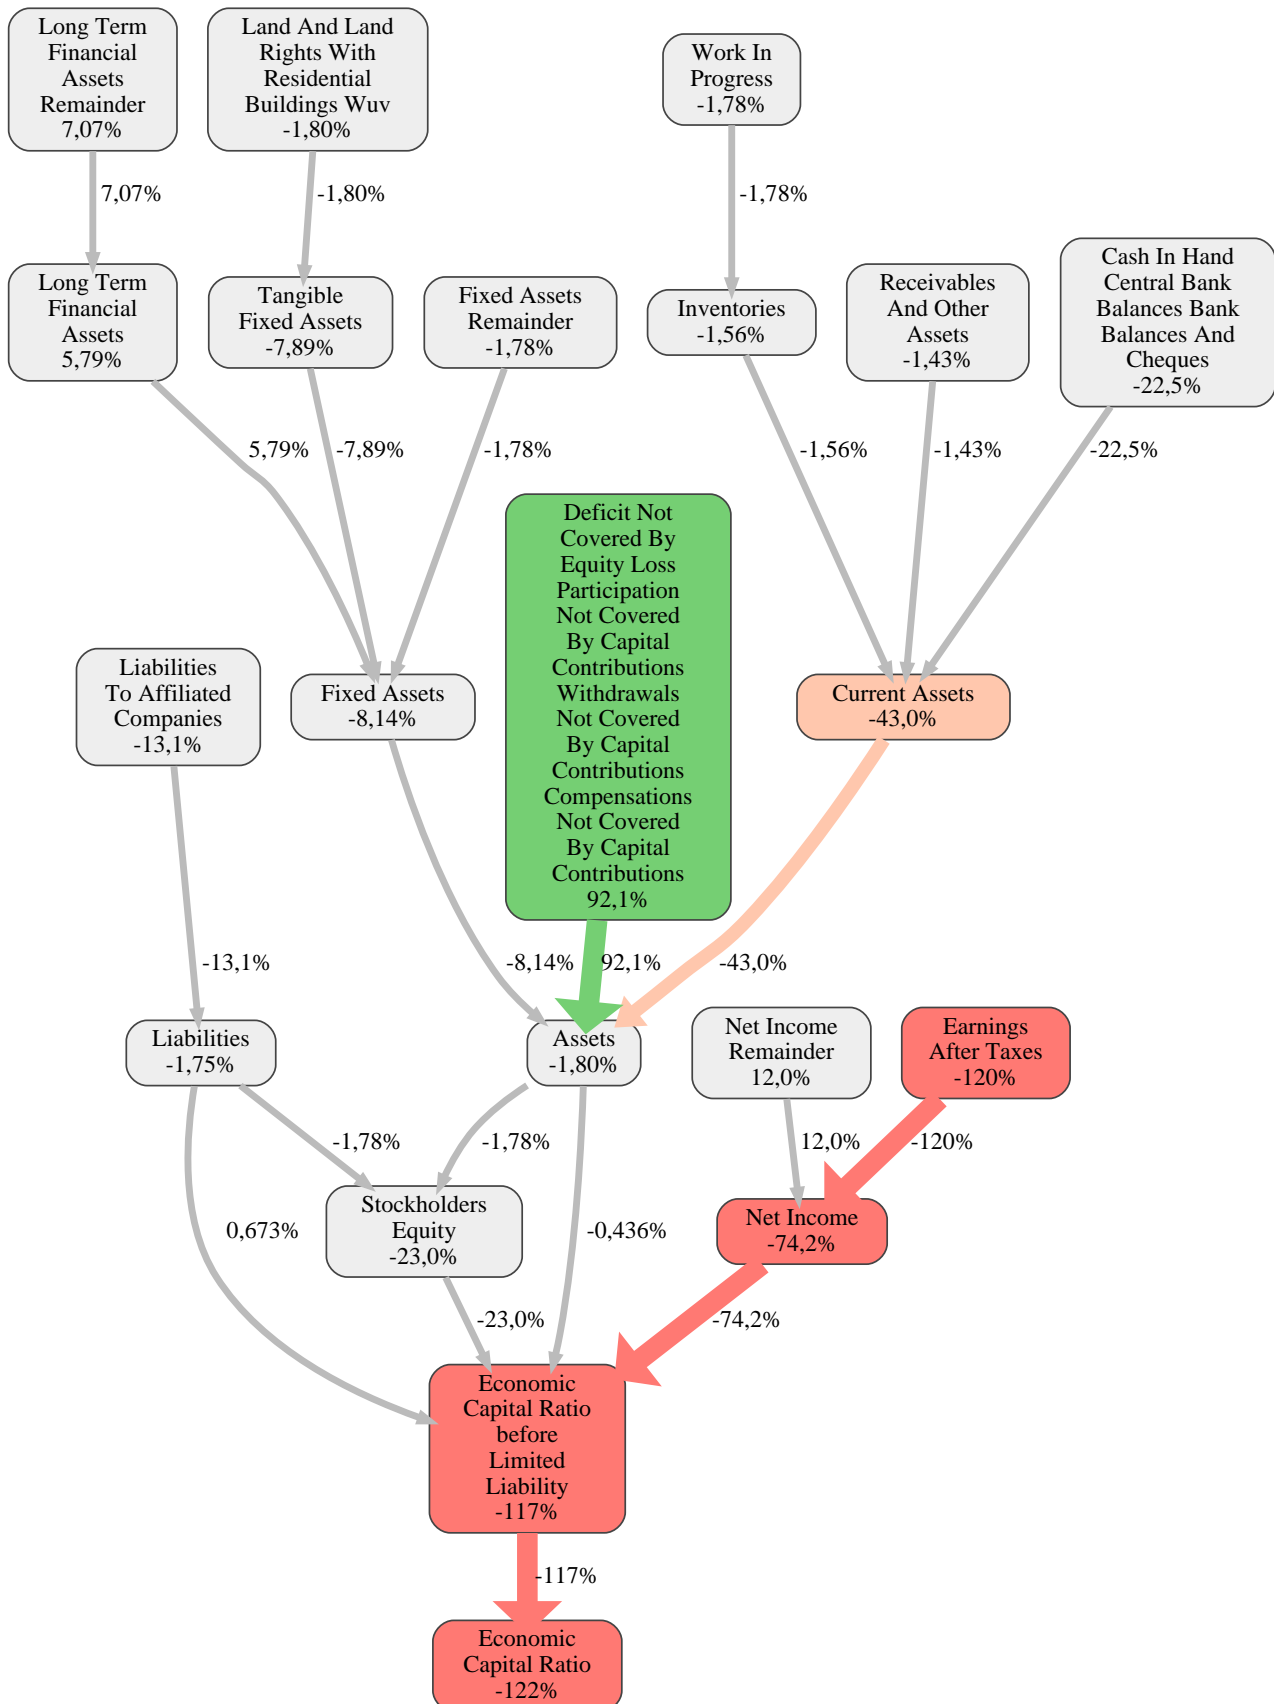 Long Term
Financial
Assets
Remainder
7,07%
Land And Land
Rights With
Residential
Buildings Wuv
-1,80%
Work In
Progress
-1,78%
7,07%
-1,80%
-1,78%
Long Term
Financial
Assets
5,79%
Tangible
Fixed Assets
-7,89%
Fixed Assets
Remainder
-1,78%
Inventories
-1,56%
Receivables
And Other
Assets
-1,43%
Cash In Hand
Central Bank
Balances Bank
Balances And
Cheques
-22,5%
5,79%
-7,89%
-1,78%
-1,56%
-1,43%
-22,5%
Deficit Not
Covered By
Equity Loss
Participation
Not Covered
By Capital
Contributions
Withdrawals
Not Covered
By Capital
Contributions
Compensations
Not Covered
By Capital
Contributions
92,1%
Liabilities
To Affiliated
Companies
-13,1%
Fixed Assets
-8,14%
Current Assets
-43,0%
-13,1%
-8,14%
92,1%
-43,0%
Liabilities
-1,75%
Assets
-1,80%
Net Income
Remainder
12,0%
Earnings
After Taxes
-120%
-1,78%
-1,78%
12,0%
-120%
Stockholders
Equity
-23,0%
Net Income
-74,2%
0,673%
-0,436%
-23,0%
-74,2%
Economic
Capital Ratio
before
Limited
Liability
-117%
-117%
Economic
Capital Ratio
-122%